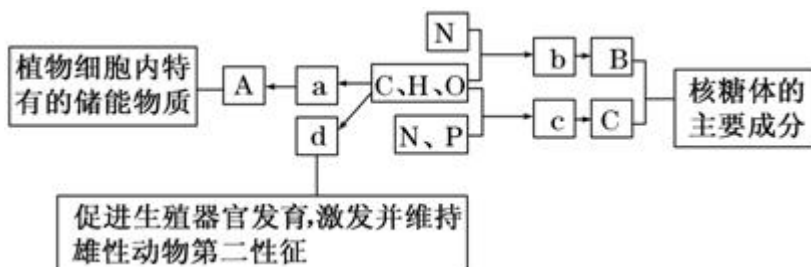 N
植物细胞内特
有的储能物质
A
a
C、H、O
b
B
核糖体的
主要成分
d
N、P
c
C
促进生殖器官发育,激发并维持
雄性动物第二性征